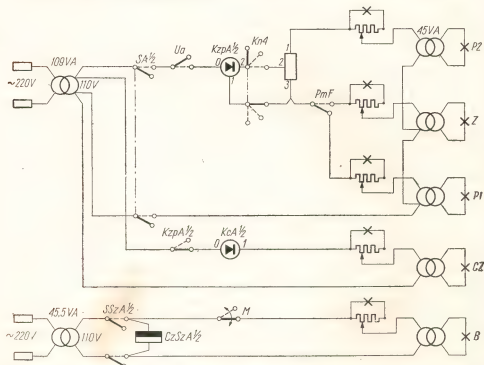 109VA
~220V
110V
SA½
Ua
KzpA½
0
2
1
Kn4
1
2
3
PmF
45VA
P2
Z
P1
KzpA½
KcA½
0
1
CZ
45,5VA
~220V
110V
SSzA½
CzSzA½
M
B